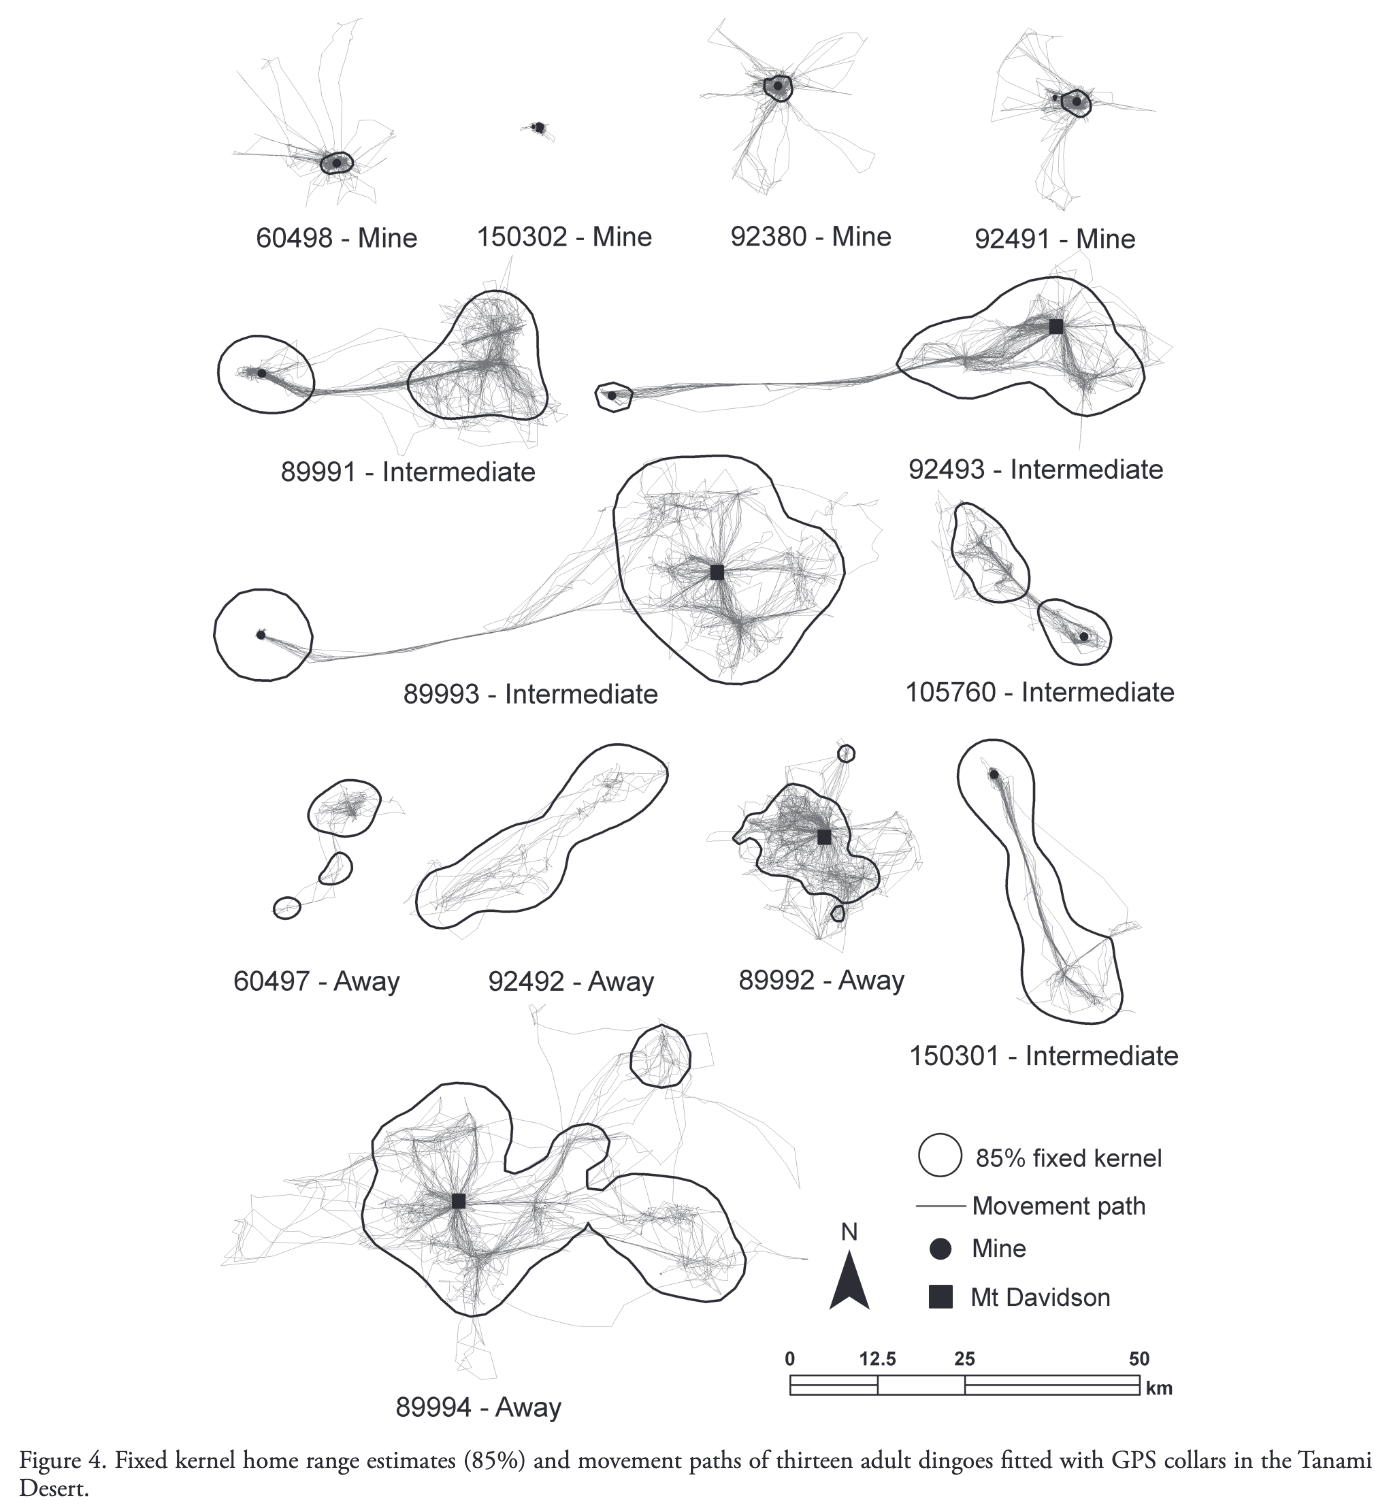 60498 - Mine
150302 - Mine
92380 - Mine
92491 - Mine
89991 - Intermediate
92493 - Intermediate
89993 - Intermediate
105760 - Intermediate
60497 - Away
92492 - Away
89992 - Away
150301 - Intermediate
85% fixed kernel
Movement path
N
Mine
Mt Davidson
0 12.5 25 50
km
89994 - Away
Figure 4. Fixed kernel home range estimates (85%) and movement paths of thirteen adult dingoes fitted with GPS collars in the Tanami
Desert.